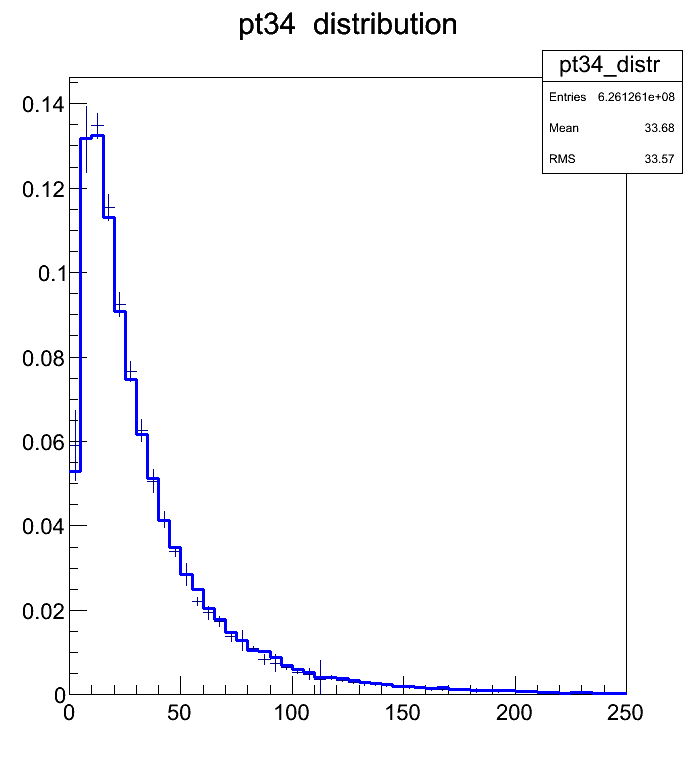 pt34 distribution
pt34_distr
Entries 6.261261e+08
Mean 33.68
RMS 33.57
0.14
0.12
0.1
0.08
0.06
0.04
0.02
0
0 50 100 150 200 250